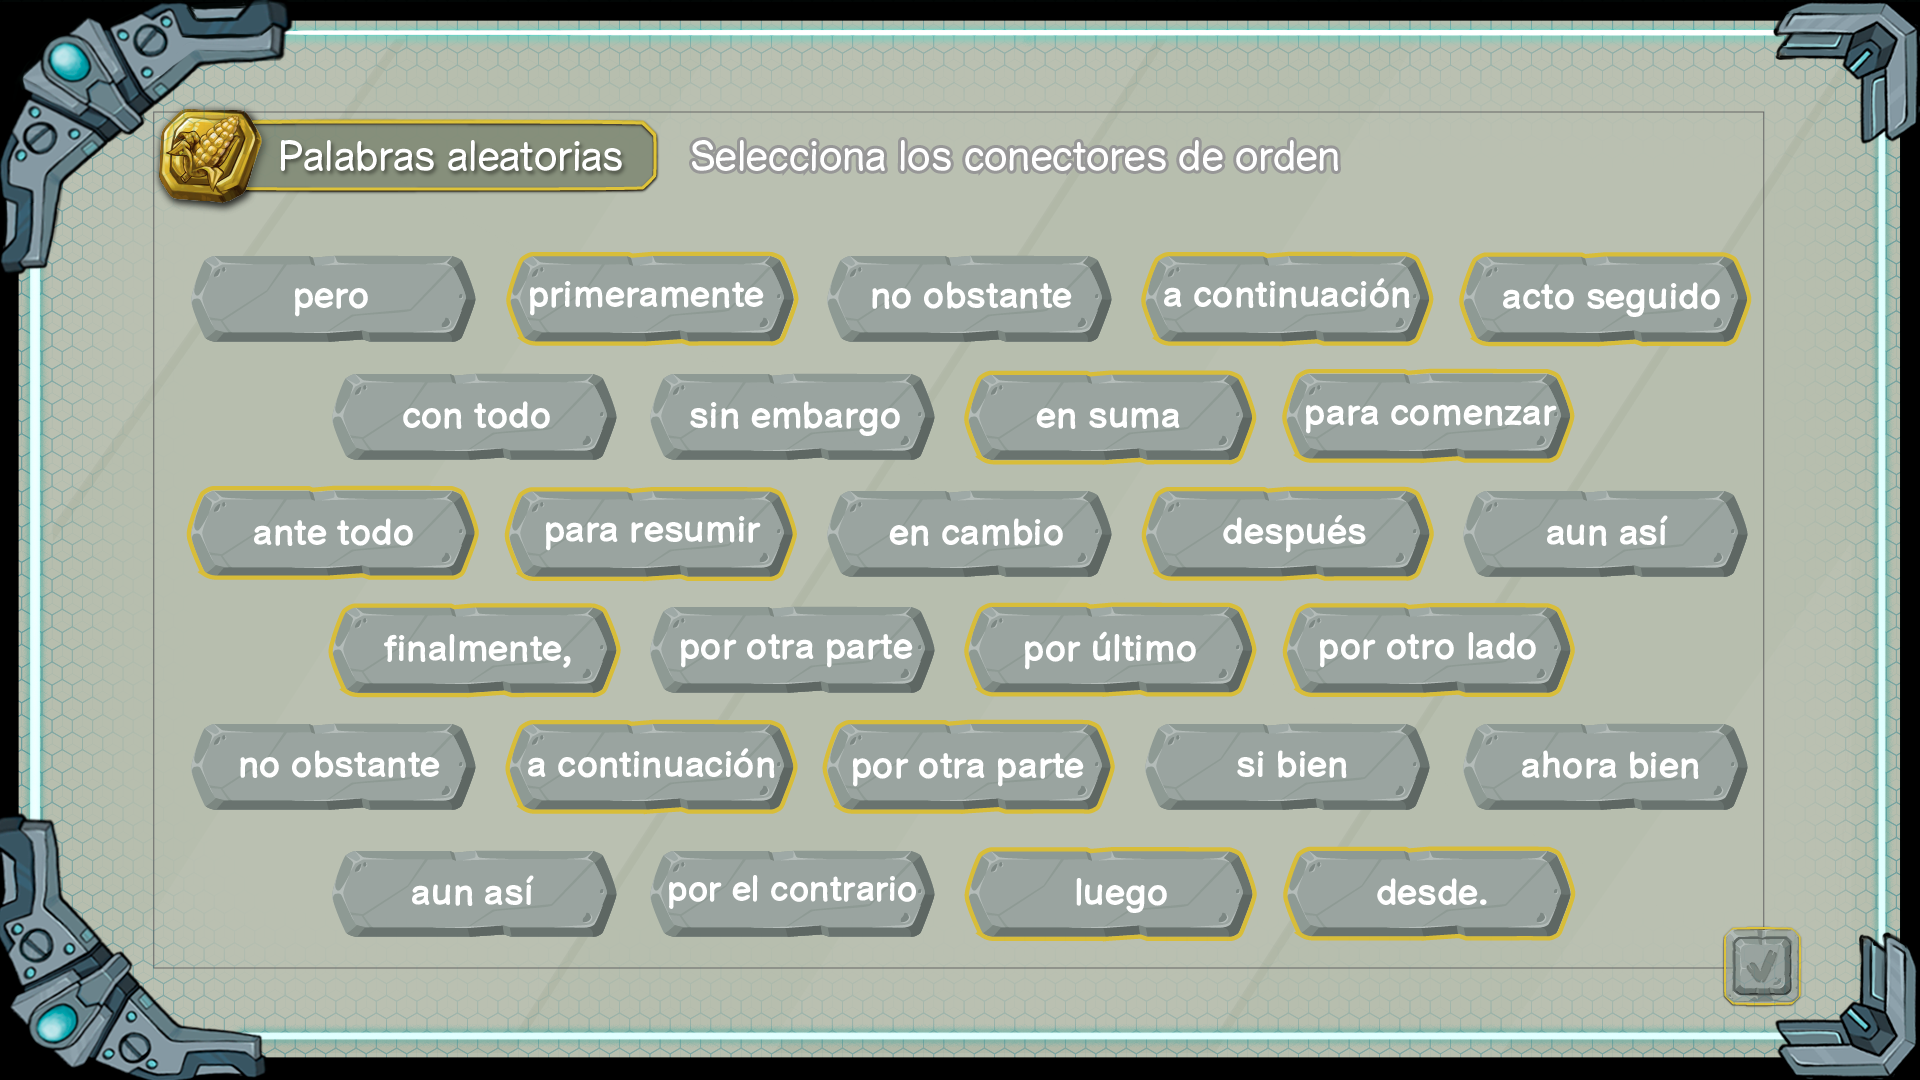 Palabras aleatorias
Selecciona los conectores de orden
pero
primeramente
no obstante
a continuación
acto seguido
con todo
sin embargo
en suma
para comenzar
ante todo
para resumir
en cambio
después
aun así
finalmente,
por otra parte
por último
por otro lado
no obstante
a continuación
por otra parte
si bien
ahora bien
aun así
por el contrario
luego
desde.